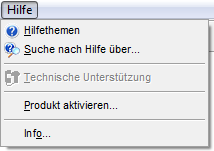 Hilfe
Hilfethemen
Suche nach Hilfe über...
Technische Unterstützung
Produkt aktivieren...
Info...